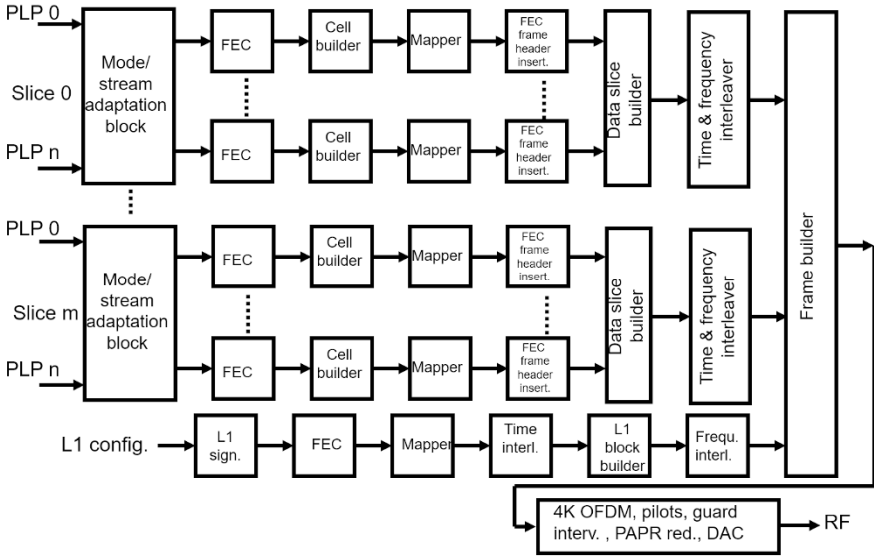 PLP 0
Slice 0
PLP n
Mode/
stream
adaptation
block
FEC
Cell
builder
Mapper
FEC
frame
header
insert.
FEC
Cell
builder
Mapper
FEC
frame
header
insert.
Data slice
builder
Time & frequency
interleaver
PLP 0
Slice m
PLP n
Mode/
stream
adaptation
block
FEC
Cell
builder
Mapper
FEC
frame
header
insert.
FEC
Cell
builder
Mapper
FEC
frame
header
insert.
Data slice
builder
Time & frequency
interleaver
Frame builder
L1 config.
L1
sign.
FEC
Mapper
Time
interl.
L1
block
builder
Frequ.
interl.
4K OFDM, pilots, guard
interv. , PAPR red., DAC
RF